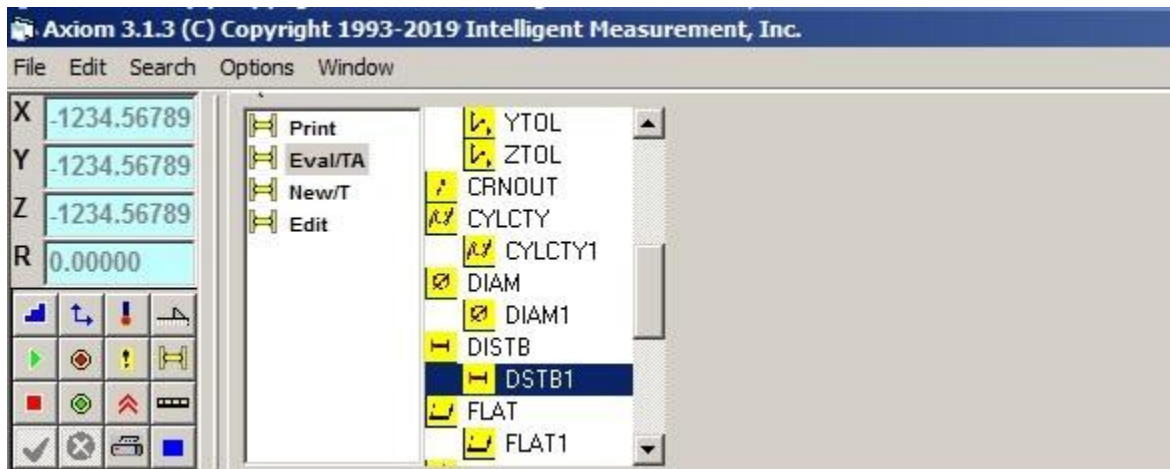 Axiom 3.1.3 (C) Copyright 1993-2019 Intelligent Measurement, Inc.
File Edit Search Options Window
X -1234.56789
Y -1234.56789
Z -1234.56789
R 0.00000
Print
Eval/TA
New/T
Edit
YTOL
ZTOL
CRNOUT
CYLCTY
CYLCTY1
DIAM
DIAM1
DISTB
DSTB1
FLAT
FLAT1